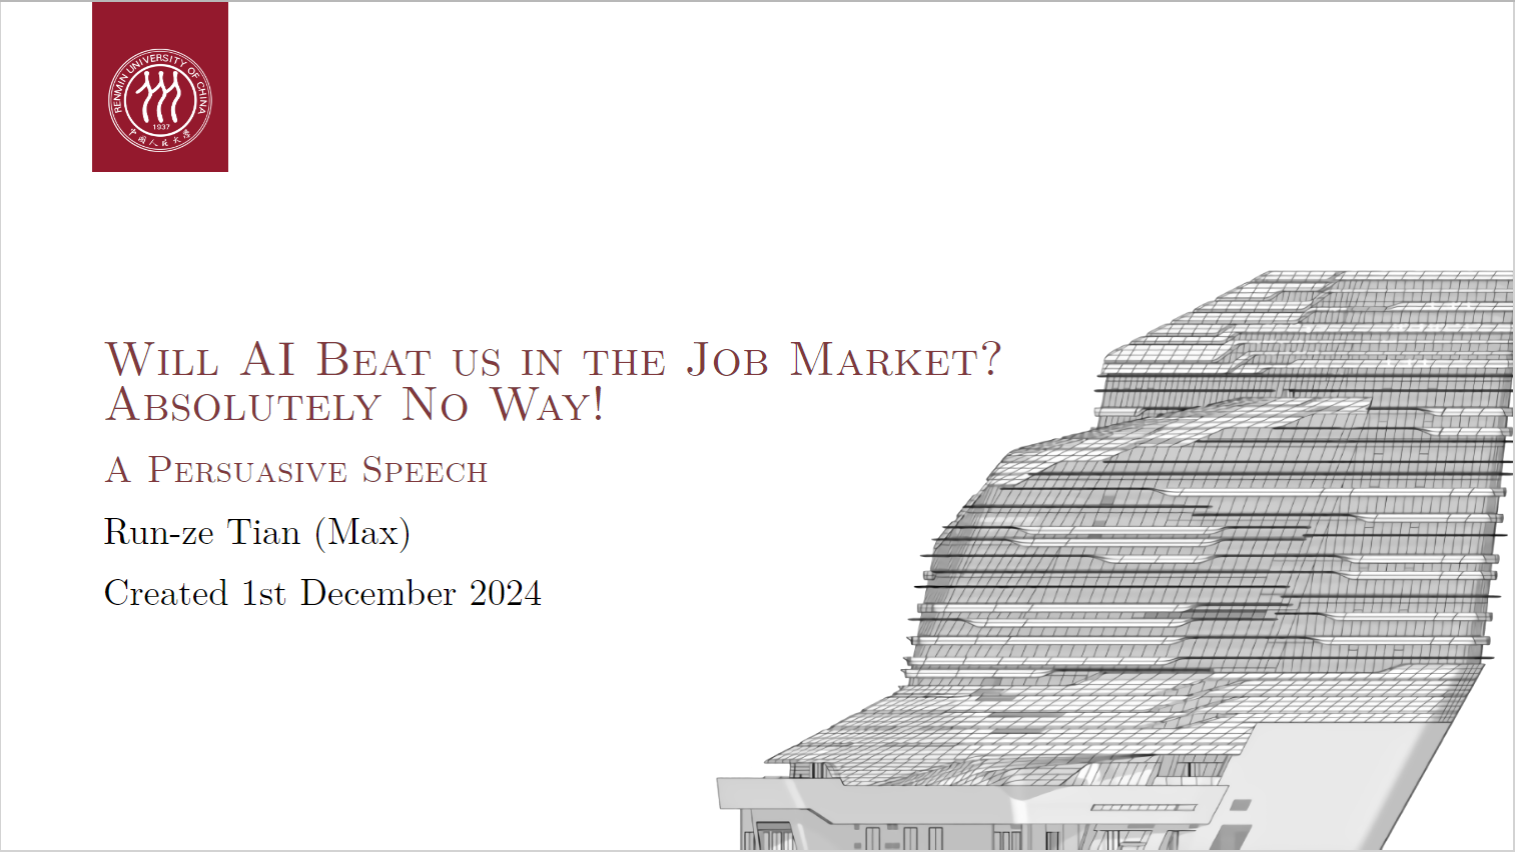 RENMIN UNIVERSITY OF CHINA
1937
中国人民大学
Will AI Beat us in the Job Market?
Absolutely No Way!
A Persuasive Speech
Run-ze Tian (Max)
Created 1st December 2024